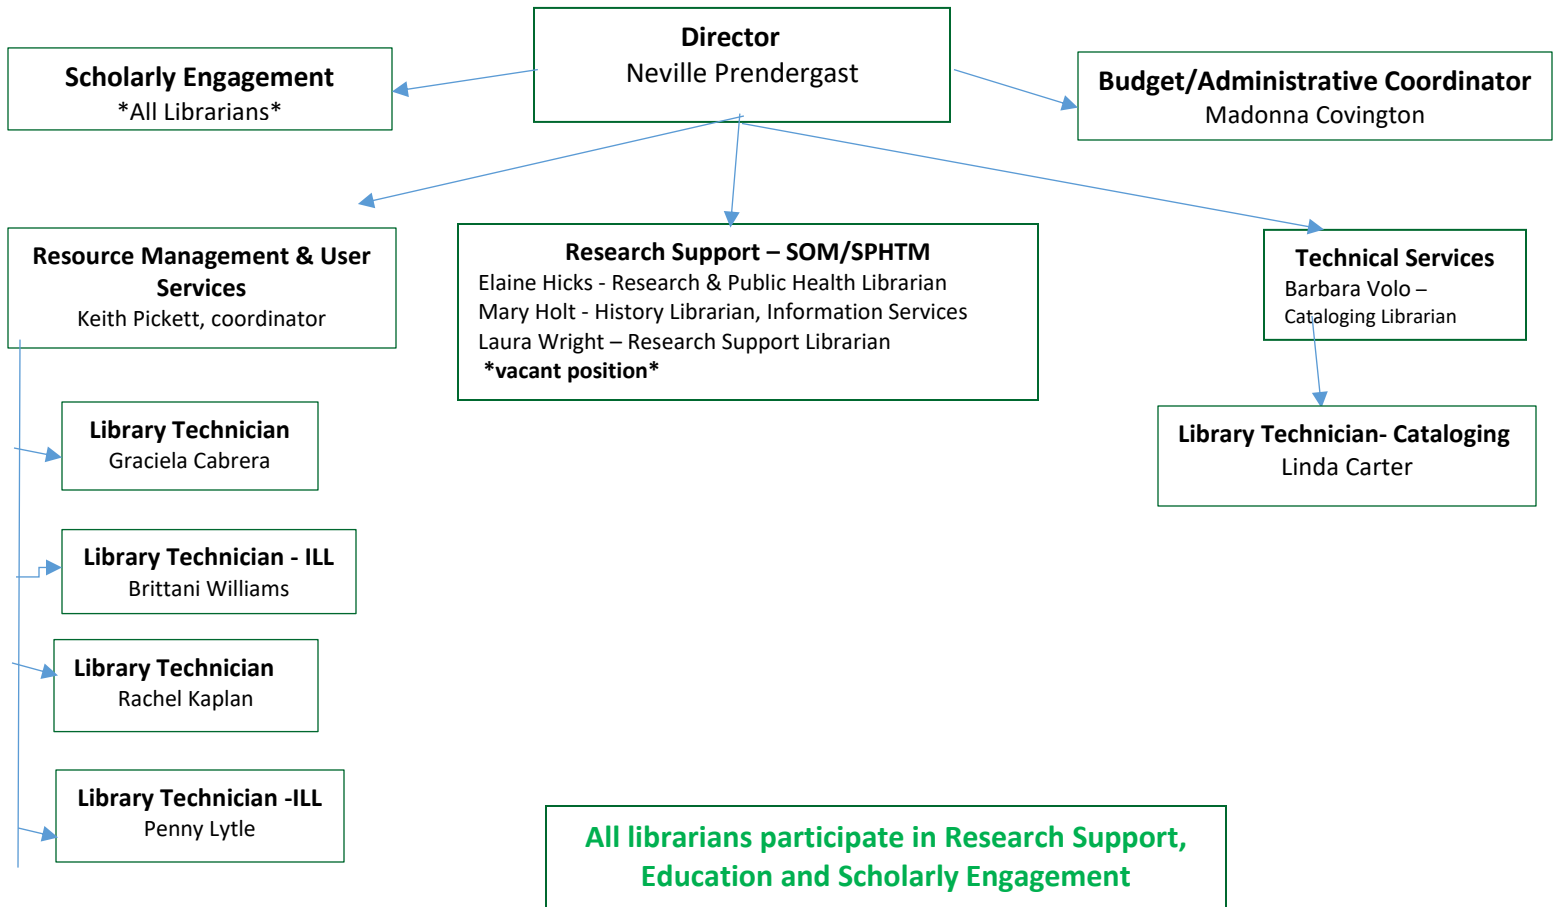 Director
Neville Prendergast
Scholarly Engagement
*All Librarians*
Budget/Administrative Coordinator
Madonna Covington
Resource Management & User
Services
Keith Pickett, coordinator
Research Support – SOM/SPHTM
Elaine Hicks - Research & Public Health Librarian
Mary Holt - History Librarian, Information Services
Laura Wright – Research Support Librarian
*vacant position*
Technical Services
Barbara Volo –
Cataloging Librarian
Library Technician
Graciela Cabrera
Library Technician- Cataloging
Linda Carter
Library Technician - ILL
Brittani Williams
Library Technician
Rachel Kaplan
Library Technician -ILL
Penny Lytle
All librarians participate in Research Support,
Education and Scholarly Engagement